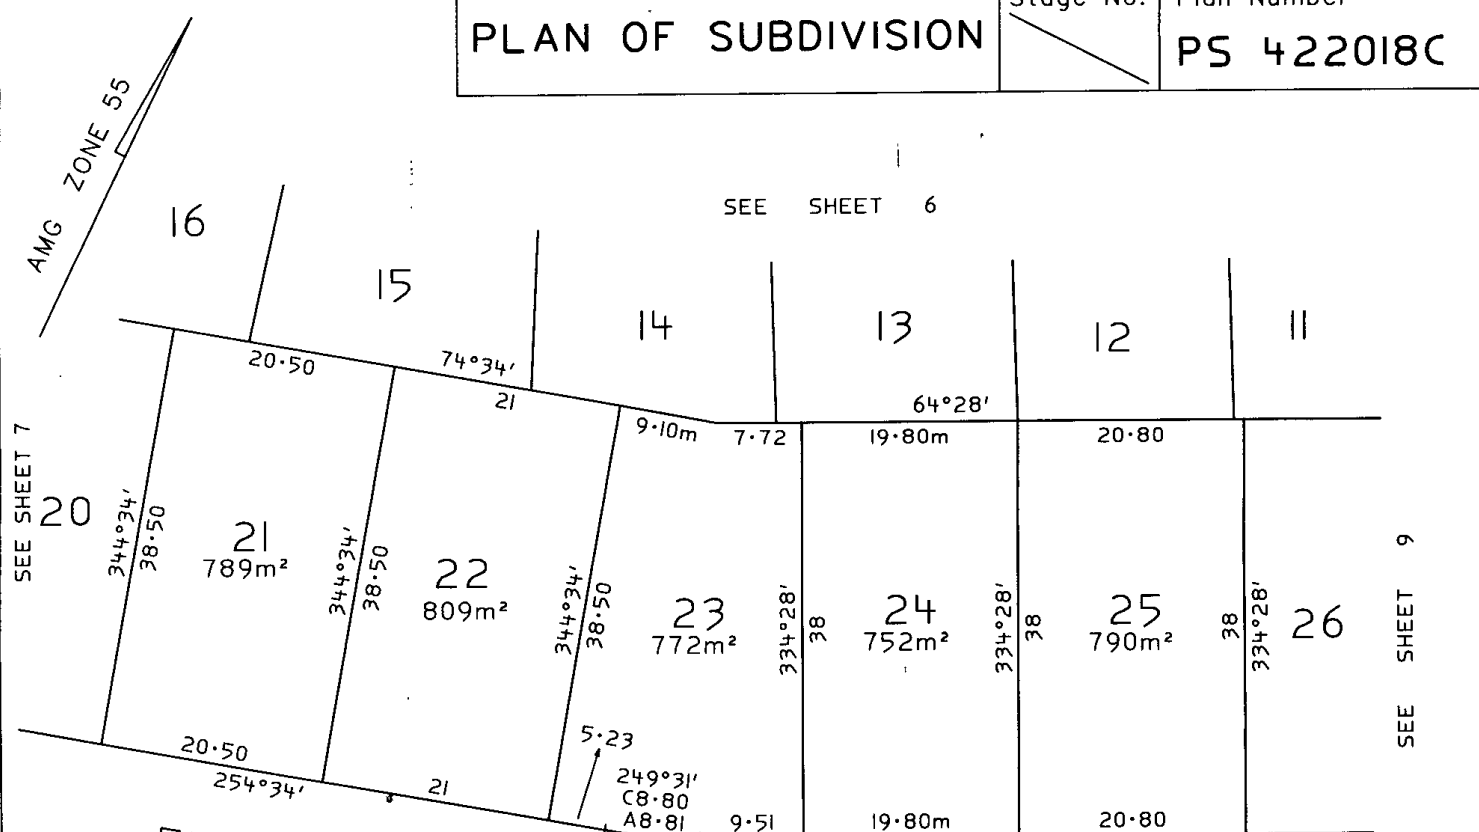 Stage No.
Plan Number
PLAN OF SUBDIVISION
PS 422018C
AMG ZONE 55
SEE SHEET 6
16
15
14
13
12
11
20·50
74°34'
21
9·10m
7·72
64°28'
19·80m
20·80
SEE SHEET 7
20
344°34'
38·50
21
789m²
344°34'
38·50
22
809m²
344°34'
38·50
23
772m²
334°28'
38
24
752m²
334°28'
38
25
790m²
38
334°28'
26
SEE SHEET 9
20·50
254°34'
21
5·23
249°31'
C8·80
A8·81
9·51
19·80m
20·80